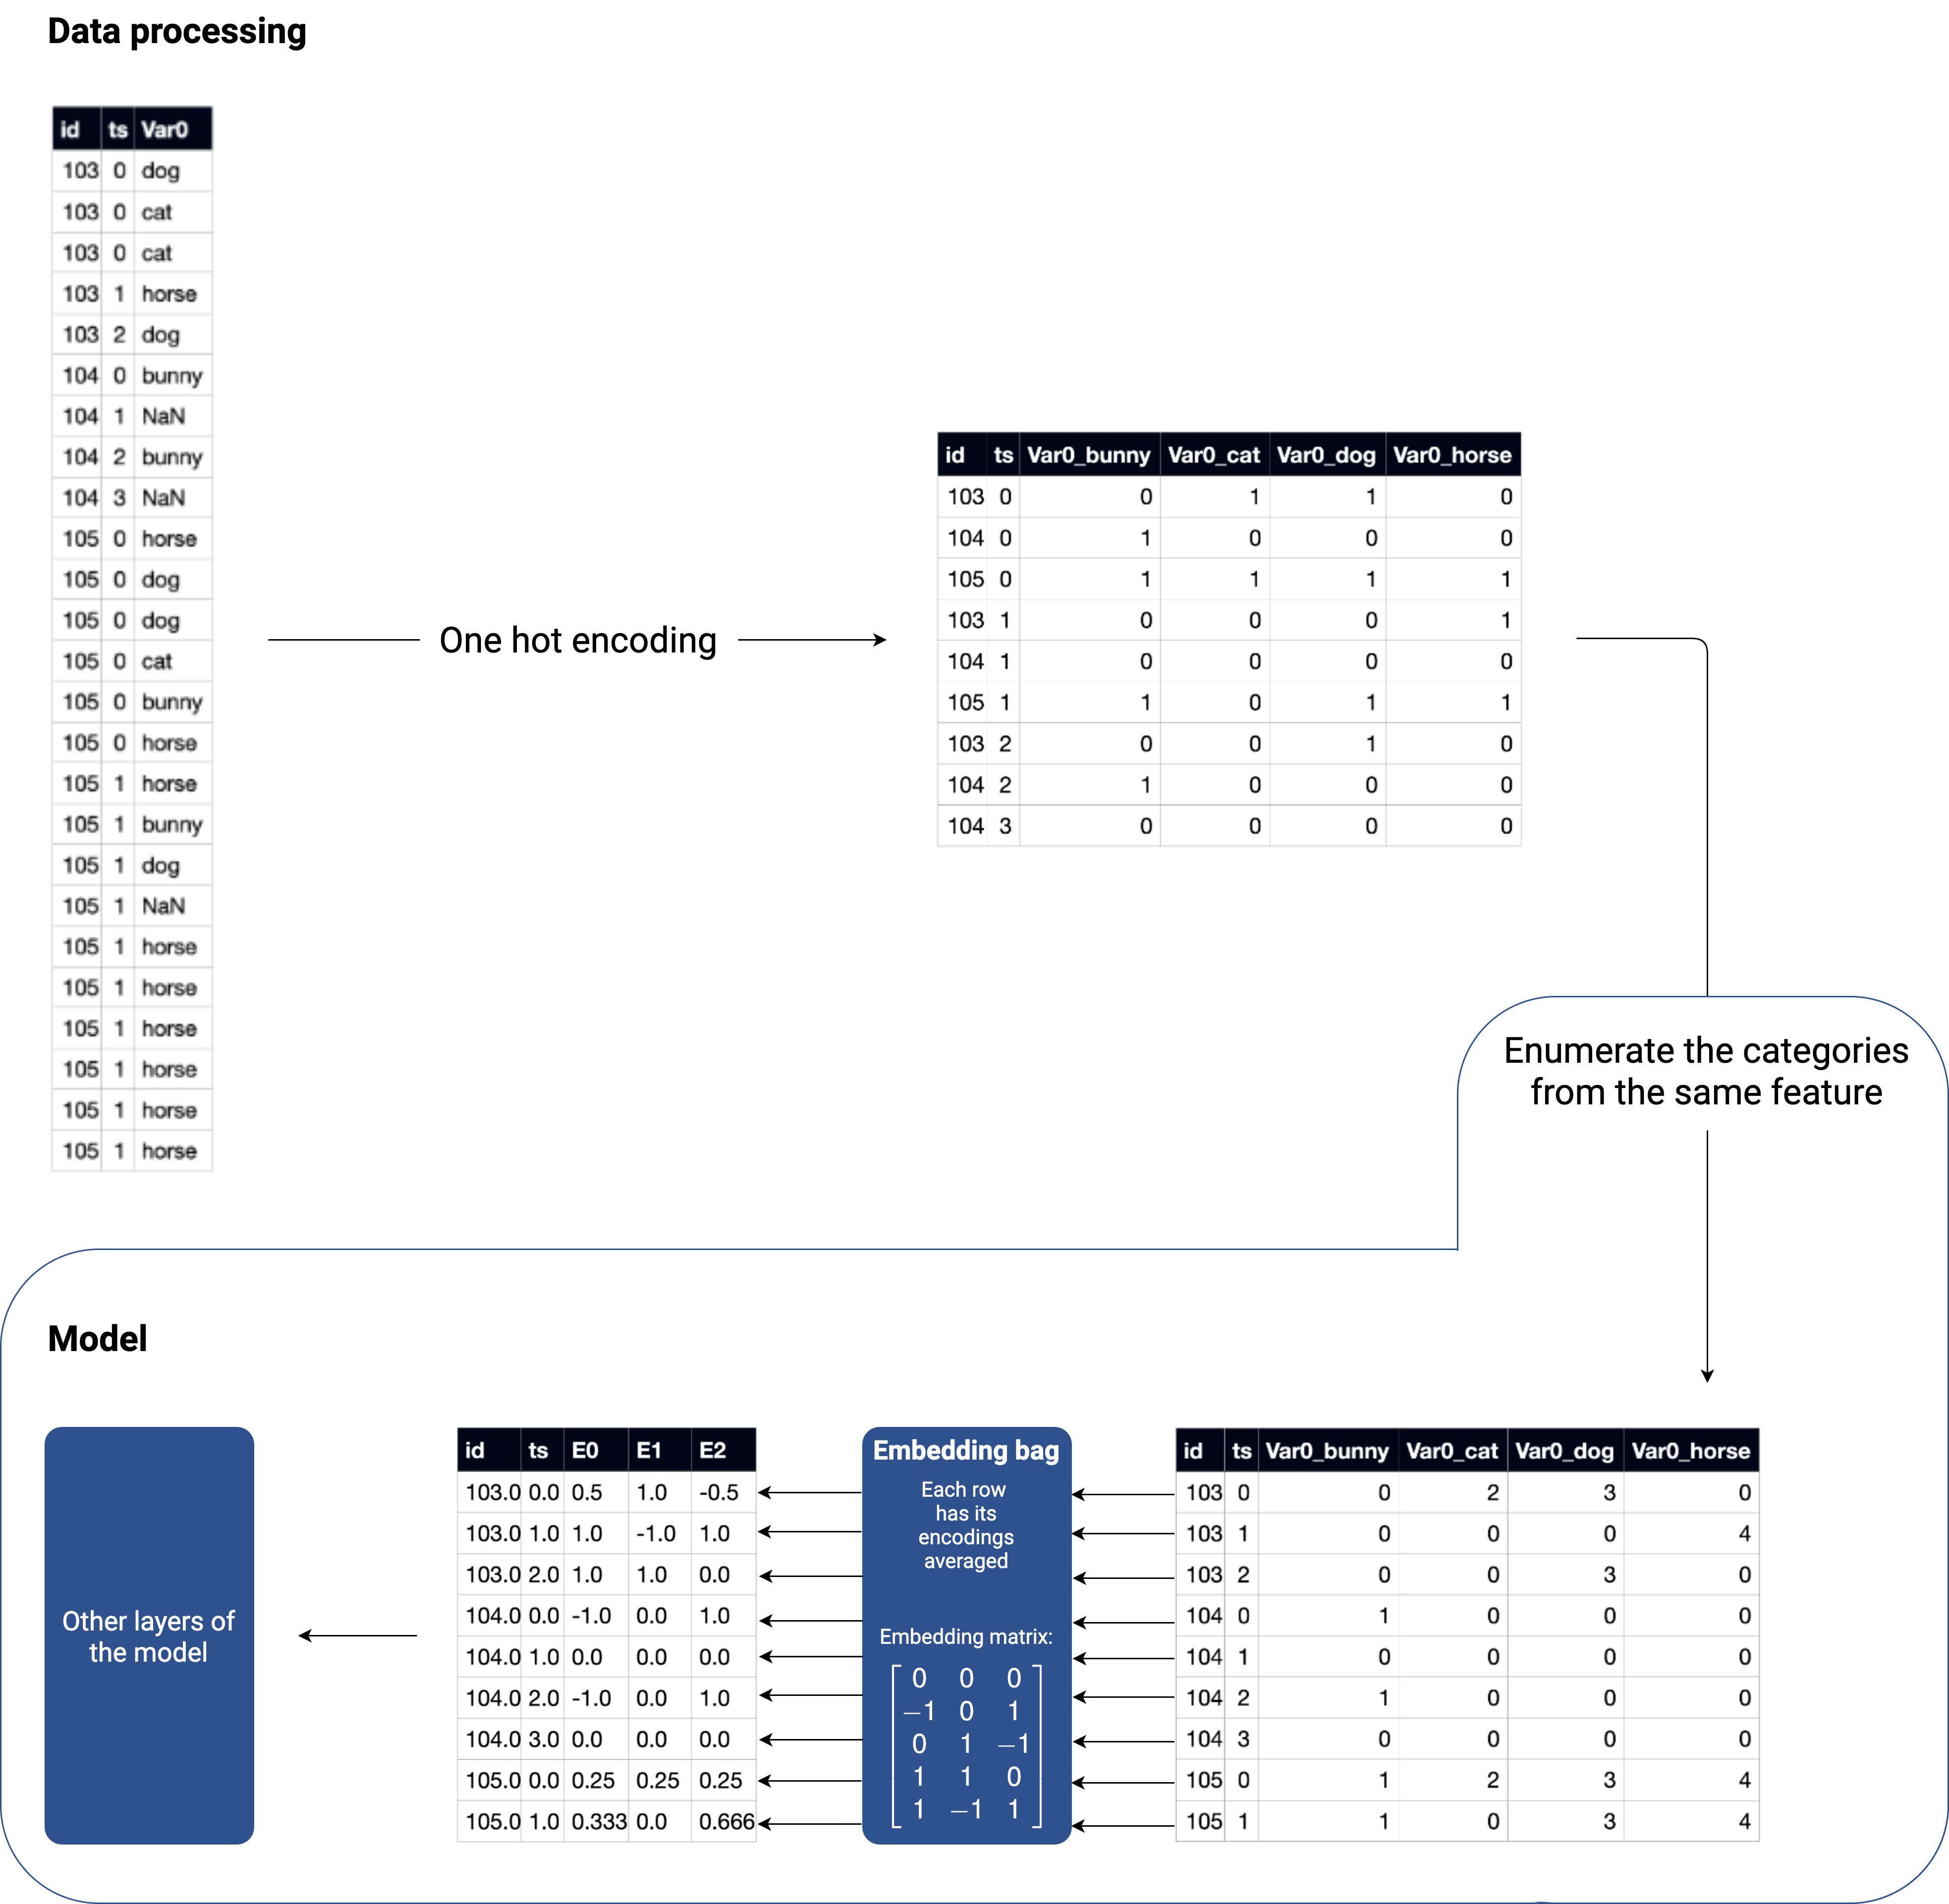 Data processing
id ts Var0
103 0 dog
103 0 cat
103 0 cat
103 1 horse
103 2 dog
104 0 bunny
104 1 NaN
104 2 bunny
104 3 NaN
105 0 horse
105 0 dog
105 0 dog
105 0 cat
105 0 bunny
105 0 horse
105 1 horse
105 1 bunny
105 1 dog
105 1 NaN
105 1 horse
105 1 horse
105 1 horse
105 1 horse
105 1 horse
105 1 horse
One hot encoding
id ts Var0_bunny Var0_cat Var0_dog Var0_horse
103 0 0 1 1 0
104 0 1 0 0 0
105 0 1 1 1 1
103 1 0 0 0 1
104 1 0 0 0 0
105 1 1 0 1 1
103 2 0 0 1 0
104 2 1 0 0 0
104 3 0 0 0 0
Enumerate the categories
from the same feature
Model
id ts Var0_bunny Var0_cat Var0_dog Var0_horse
103 0 0 2 3 0
103 1 0 0 0 4
103 2 0 0 3 0
104 0 1 0 0 0
104 1 0 0 0 0
104 2 1 0 0 0
104 3 0 0 0 0
105 0 1 2 3 4
105 1 1 0 3 4
Embedding bag
Each row
has its
encodings
averaged
Embedding matrix:
0 0 0
−1 0 1
0 1 −1
1 1 0
1 −1 1
id ts E0 E1 E2
103.0 0.0 0.5 1.0 -0.5
103.0 1.0 1.0 -1.0 1.0
103.0 2.0 1.0 1.0 0.0
104.0 0.0 -1.0 0.0 1.0
104.0 1.0 0.0 0.0 0.0
104.0 2.0 -1.0 0.0 1.0
104.0 3.0 0.0 0.0 0.0
105.0 0.0 0.25 0.25 0.25
105.0 1.0 0.333 0.0 0.666
Other layers of
the model